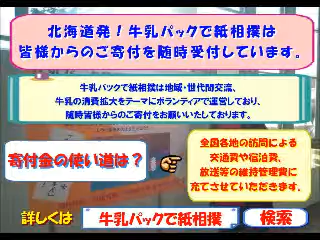 北海道発！牛乳パックで紙相撲は
皆様からのご寄付を随時受付しています。
牛乳パックで紙相撲は地域・世代間交流、
牛乳の消費拡大をテーマにボランティアで運営しており、
随時皆様からのご寄付をお願いいたしております。
寄付金の使い道は？
全国各地の訪問による
交通費や宿泊費、
放送等の維持管理費に
充てさせていただきます。
詳しくは
牛乳パックで紙相撲
検索